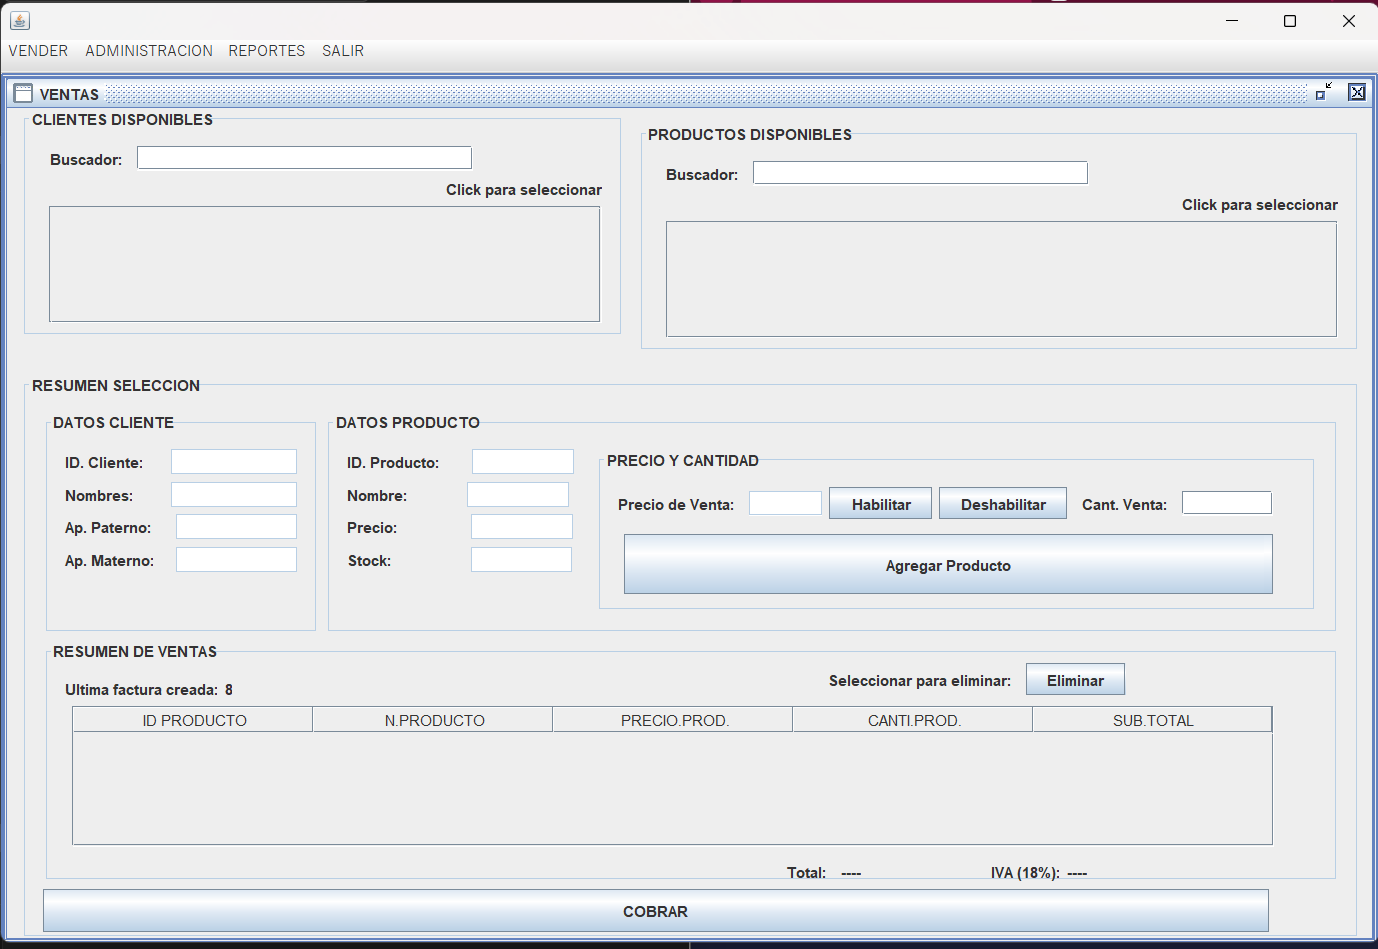 VENDER ADMINISTRACION REPORTES SALIR
VENTAS
CLIENTES DISPONIBLES
Buscador:
Click para seleccionar
PRODUCTOS DISPONIBLES
Buscador:
Click para seleccionar
RESUMEN SELECCION
DATOS CLIENTE
ID. Cliente:
Nombres:
Ap. Paterno:
Ap. Materno:
DATOS PRODUCTO
ID. Producto:
Nombre:
Precio:
Stock:
PRECIO Y CANTIDAD
Precio de Venta: Habilitar Deshabilitar Cant. Venta:
Agregar Producto
RESUMEN DE VENTAS
Ultima factura creada: 8
Seleccionar para eliminar: Eliminar
ID PRODUCTO N.PRODUCTO PRECIO.PROD. CANTI.PROD. SUB.TOTAL
Total: ---- IVA (18%): ----
COBRAR